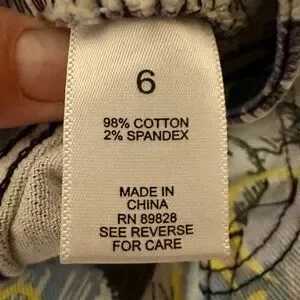 6
98% COTTON
2% SPANDEX
MADE IN
CHINA
RN 89828
SEE REVERSE
FOR CARE